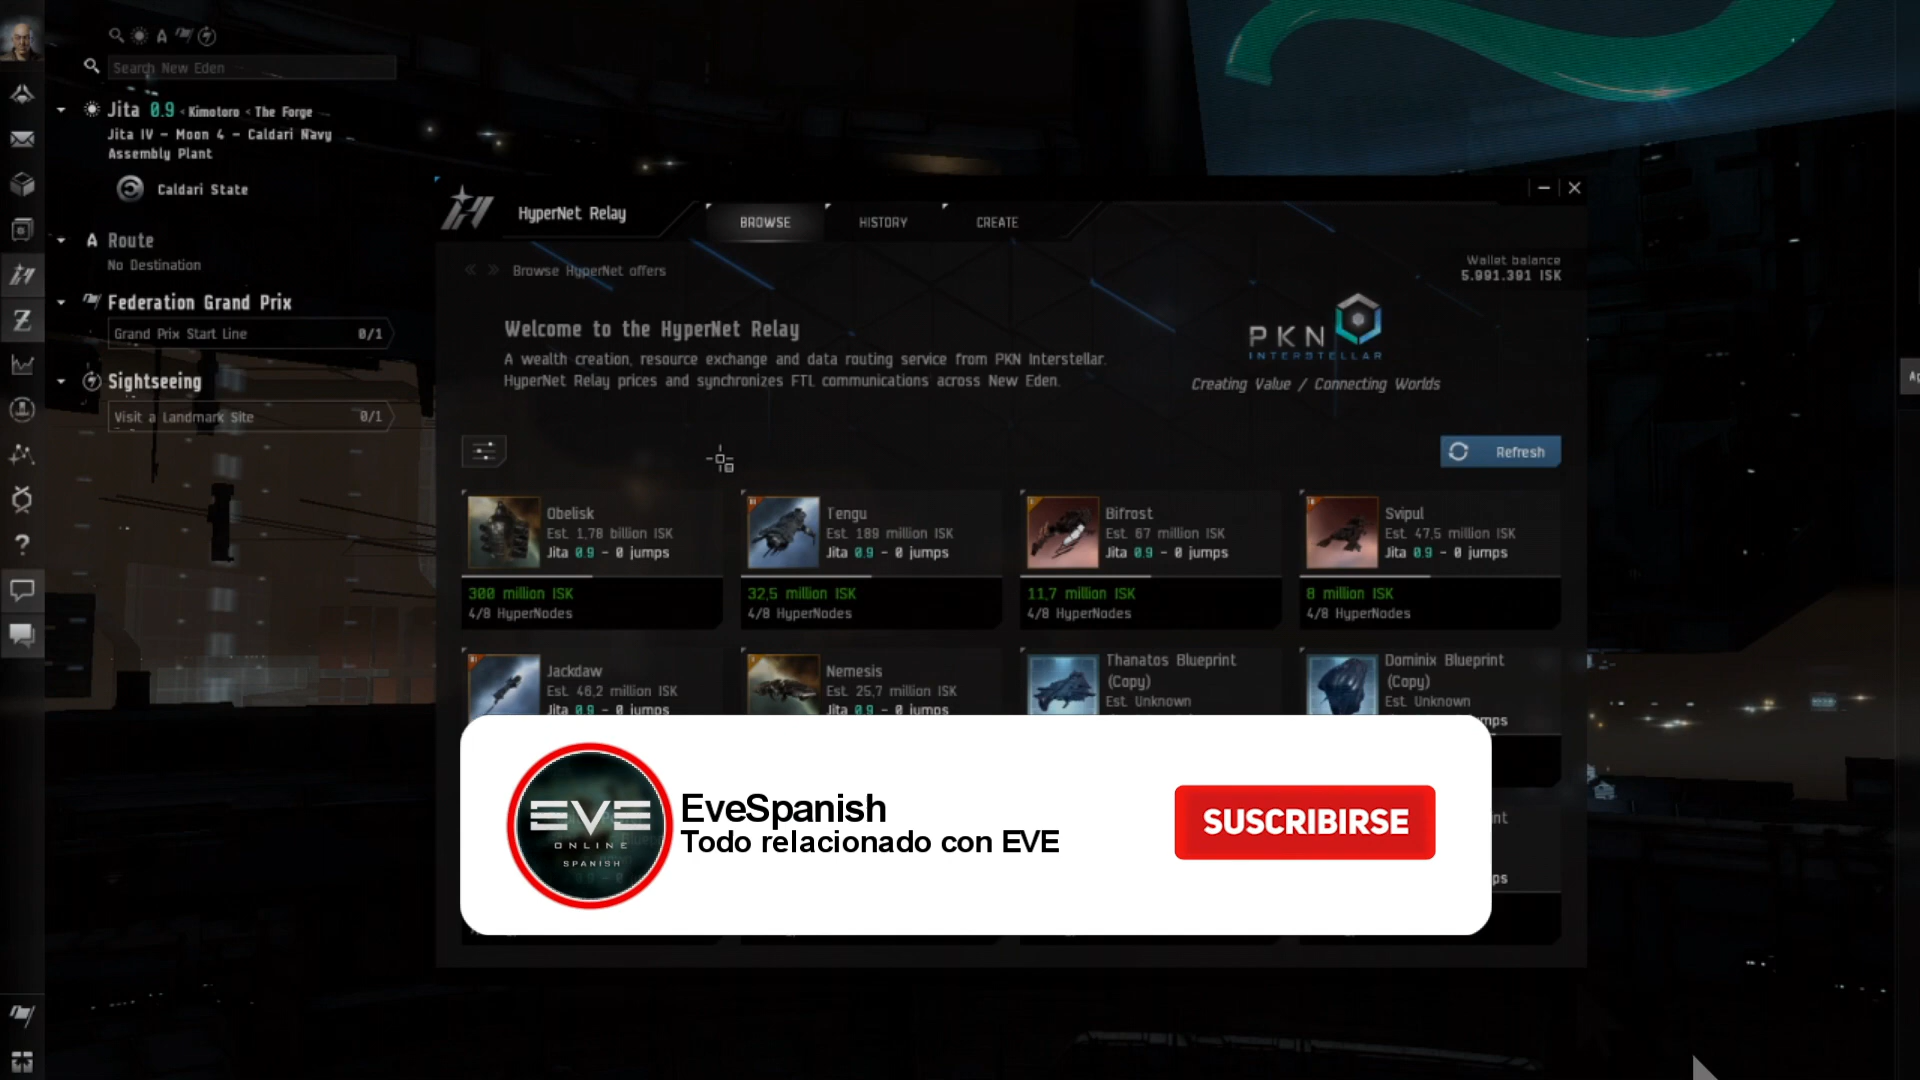 Search New Eden
Jita 0.9 < Kimotoro < The Forge
Jita IV - Moon 4 - Caldari Navy
Assembly Plant
Caldari State
Route
No Destination
Federation Grand Prix
Grand Prix Start Line 0/1
Sightseeing
Visit a Landmark Site 0/1
HyperNet Relay
BROWSE
HISTORY
CREATE
Browse HyperNet offers
Wallet balance
5.991.391 ISK
Welcome to the HyperNet Relay
A wealth creation, resource exchange and data routing service from PKN Interstellar.
HyperNet Relay prices and synchronizes FTL communications across New Eden.
PKN
INTERSTELLAR
Creating Value / Connecting Worlds
Refresh
Obelisk
Est. 1,78 billion ISK
Jita 0.9 - 0 jumps
300 million ISK
4/8 HyperNodes
Tengu
Est. 189 million ISK
Jita 0.9 - 0 jumps
32,5 million ISK
4/8 HyperNodes
Bifrost
Est. 67 million ISK
Jita 0.9 - 0 jumps
11,7 million ISK
4/8 HyperNodes
Svipul
Est. 47,5 million ISK
Jita 0.9 - 0 jumps
8 million ISK
4/8 HyperNodes
Jackdaw
Est. 46,2 million ISK
Jita 0.9 - 0 jumps
Nemesis
Est. 25,7 million ISK
Jita 0.9 - 0 jumps
Thanatos Blueprint
(Copy)
Est. Unknown
Dominix Blueprint
(Copy)
Est. Unknown
EVE
ONLINE
SPANISH
EveSpanish
Todo relacionado con EVE
SUSCRIBIRSE